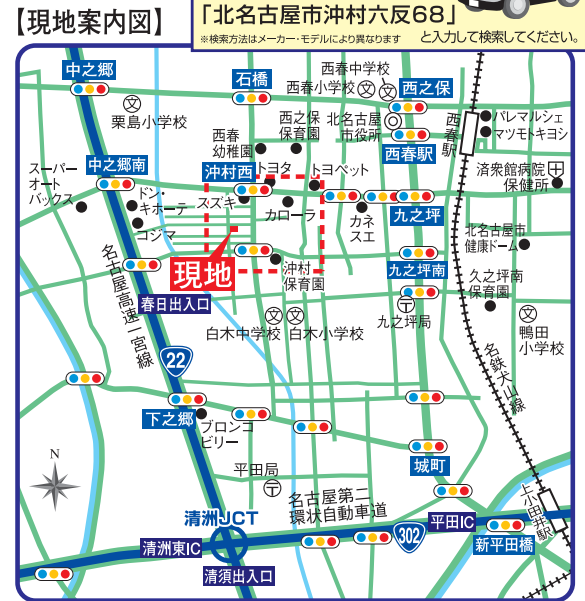 【現地案内図】
「北名古屋市沖村六反68」
※検索方法はメーカー・モデルにより異なります
と入力して検索してください。
中之郷
石橋
西春中学校
西春小学校
西之保
栗島小学校
西之保
保育園
北名古屋
市役所
西春駅
パレマルシェ
マツモトキヨシ
西春
幼稚園
西春駅
中之郷南
沖村西
トヨタ
トヨペット
済衆館病院
保健所
スーパー
オート
バックス
ドン・
キホーテ
コジマ
スズキ
カローラ
カネ
スエ
九之坪
北名古屋市
健康ドーム
現地
沖村
保育園
九之坪南
久之坪南
保育園
名古屋高速一宮線
春日出入口
白木中学校
白木小学校
九之坪局
鴨田
小学校
22
名鉄犬山線
下之郷
ブロンコ
ビリー
城町
N
平田局
名古屋第二
環状自動車道
上小田井駅
清洲JCT
平田IC
清洲東IC
302
新平田橋
清須出入口